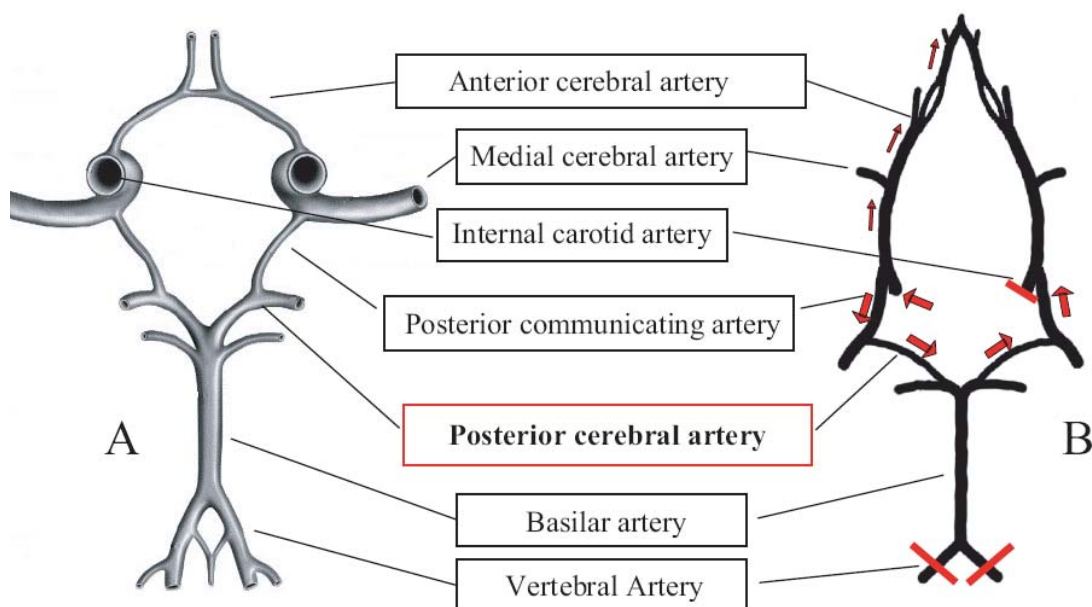 Anterior cerebral artery
Medial cerebral artery
Internal carotid artery
Posterior communicating artery
A
Posterior cerebral artery
B
Basilar artery
Vertebral Artery